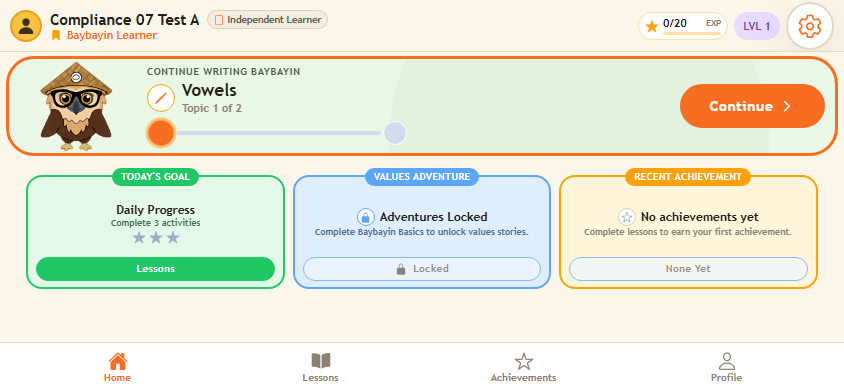 Compliance 07 Test A
Independent Learner
Baybayin Learner
0/20 EXP
LVL 1
CONTINUE WRITING BAYBAYIN
Vowels
Topic 1 of 2
Continue
TODAY'S GOAL
Daily Progress
Complete 3 activities
Lessons
VALUES ADVENTURE
Adventures Locked
Complete Baybayin Basics to unlock values stories.
Locked
RECENT ACHIEVEMENT
No achievements yet
Complete lessons to earn your first achievement.
None Yet
Home
Lessons
Achievements
Profile